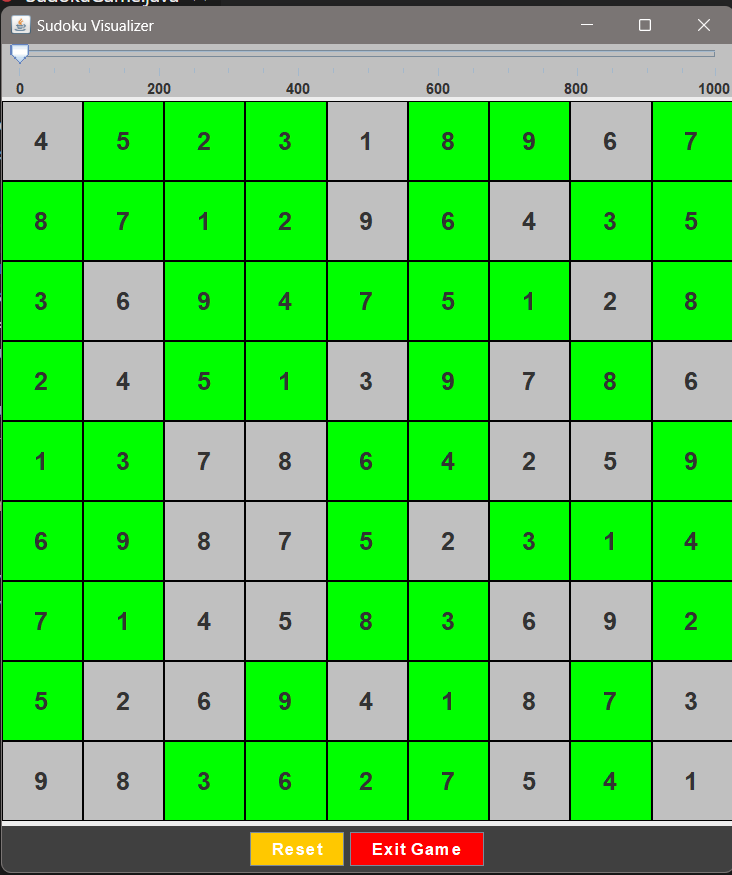 Sudoku Visualizer
0 200 400 600 800 1000
4 5 2 3 1 8 9 6 7
8 7 1 2 9 6 4 3 5
3 6 9 4 7 5 1 2 8
2 4 5 1 3 9 7 8 6
1 3 7 8 6 4 2 5 9
6 9 8 7 5 2 3 1 4
7 1 4 5 8 3 6 9 2
5 2 6 9 4 1 8 7 3
9 8 3 6 2 7 5 4 1
Reset Exit Game